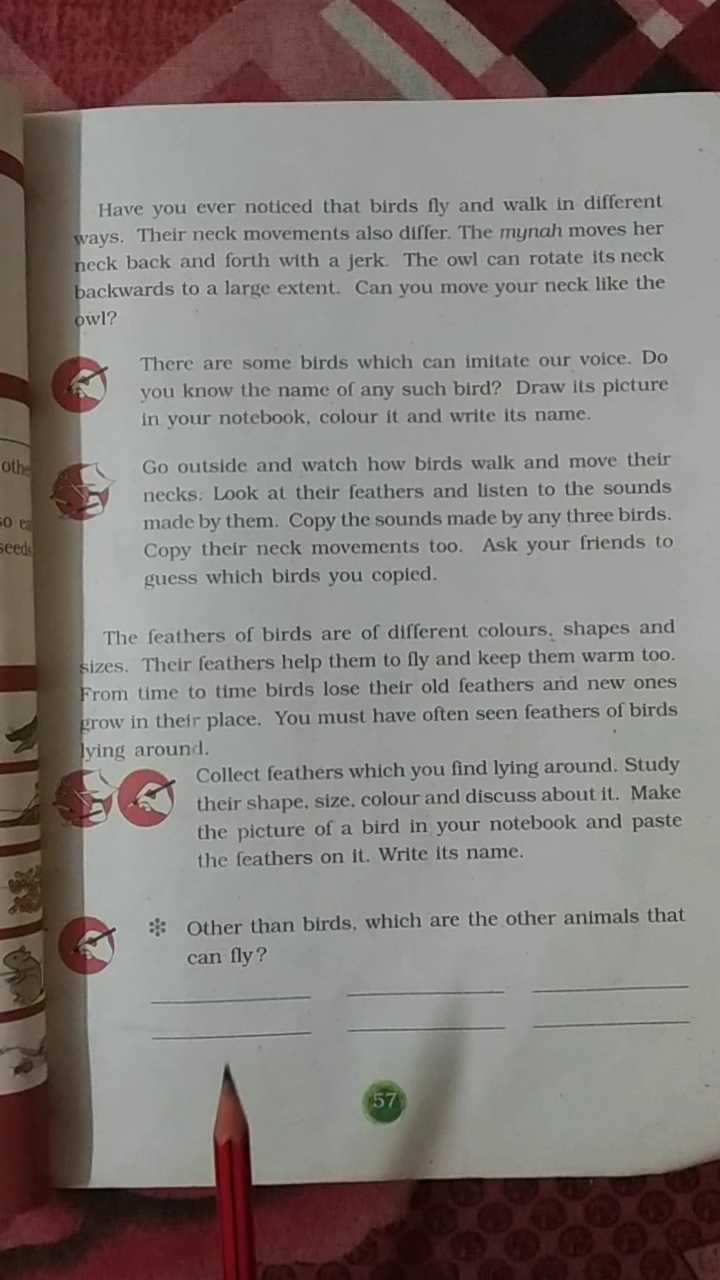 Have you ever noticed that birds fly and walk in different
ways. Their neck movements also differ. The mynah moves her
neck back and forth with a jerk. The owl can rotate its neck
backwards to a large extent. Can you move your neck like the
owl?
There are some birds which can imitate our voice. Do
you know the name of any such bird? Draw its picture
in your notebook, colour it and write its name.
Go outside and watch how birds walk and move their
necks. Look at their feathers and listen to the sounds
made by them. Copy the sounds made by any three birds.
Copy their neck movements too. Ask your friends to
guess which birds you copied.
The feathers of birds are of different colours, shapes and
sizes. Their feathers help them to fly and keep them warm too.
From time to time birds lose their old feathers and new ones
grow in their place. You must have often seen feathers of birds
lying around.
Collect feathers which you find lying around. Study
their shape, size, colour and discuss about it. Make
the picture of a bird in your notebook and paste
the feathers on it. Write its name.
Other than birds, which are the other animals that
can fly?
57